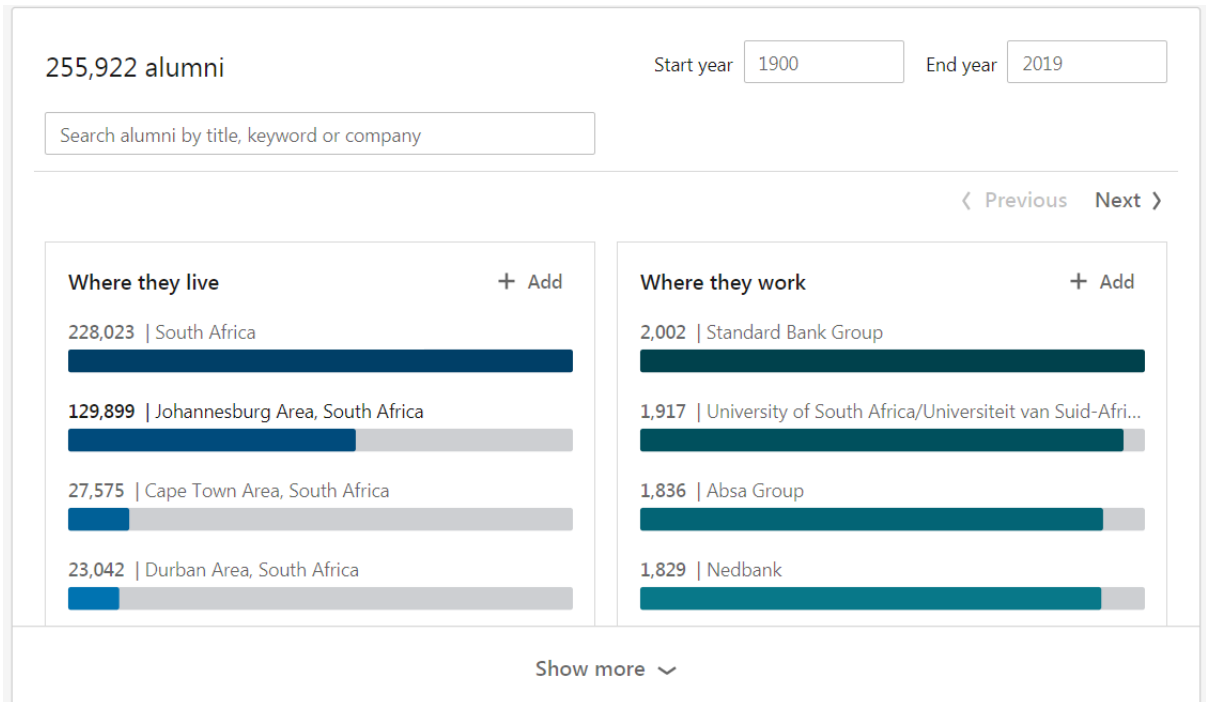 255,922 alumni
Start year 1900 End year 2019
Search alumni by title, keyword or company
Previous Next
Where they live + Add
228,023 | South Africa
129,899 | Johannesburg Area, South Africa
27,575 | Cape Town Area, South Africa
23,042 | Durban Area, South Africa
Where they work + Add
2,002 | Standard Bank Group
1,917 | University of South Africa/Universiteit van Suid-Afri...
1,836 | Absa Group
1,829 | Nedbank
Show more